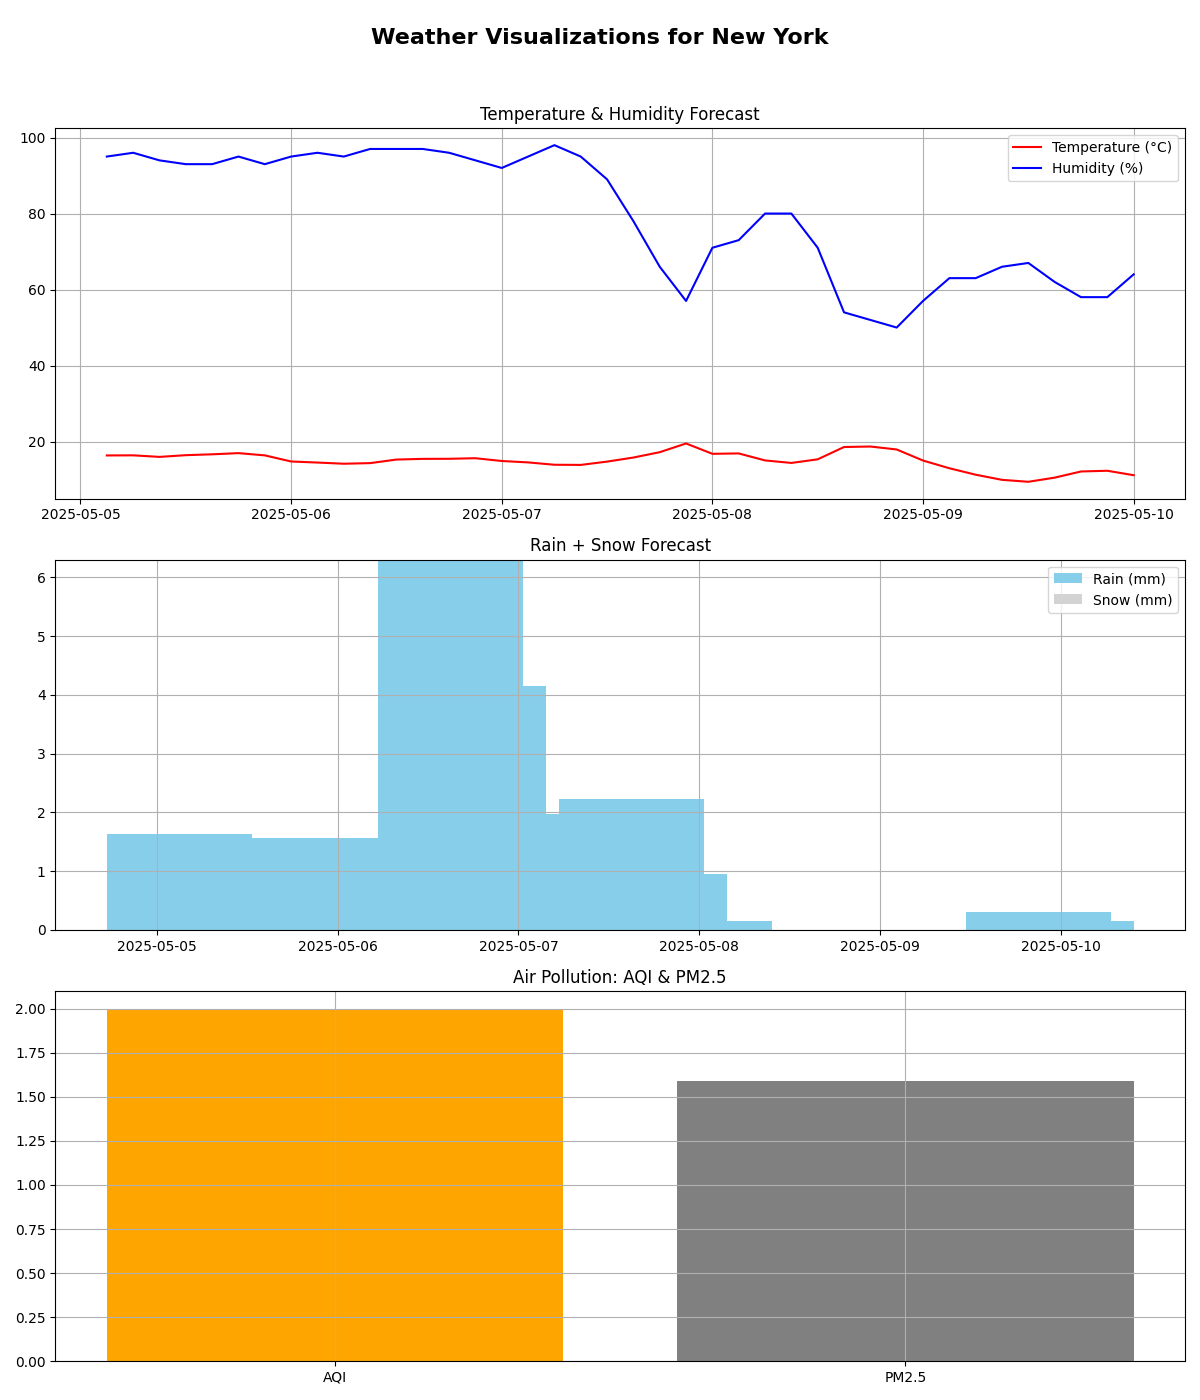 Weather Visualizations for New York
Temperature & Humidity Forecast
100
80
60
40
20
Temperature (°C)
Humidity (%)
2025-05-05 2025-05-06 2025-05-07 2025-05-08 2025-05-09 2025-05-10
Rain + Snow Forecast
6
5
4
3
2
1
0
Rain (mm)
Snow (mm)
2025-05-05 2025-05-06 2025-05-07 2025-05-08 2025-05-09 2025-05-10
Air Pollution: AQI & PM2.5
2.00
1.75
1.50
1.25
1.00
0.75
0.50
0.25
0.00
AQI PM2.5